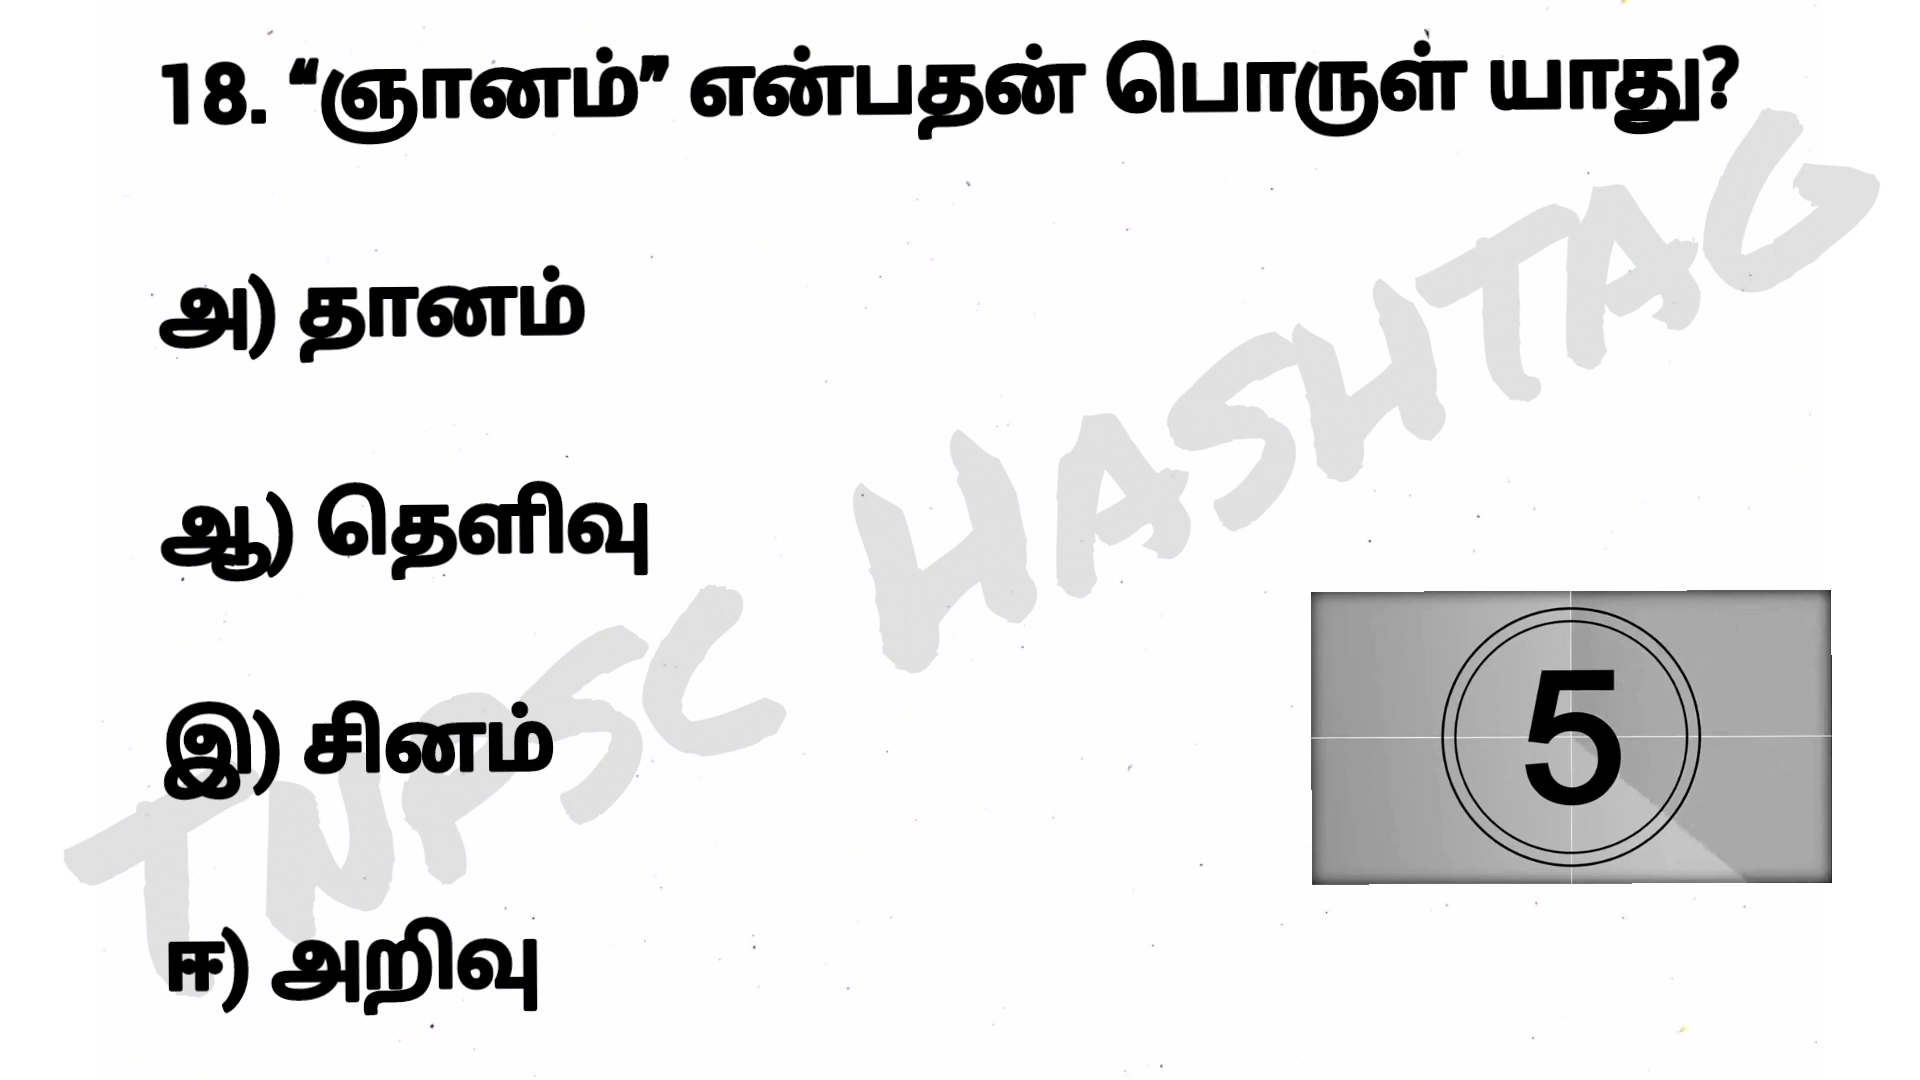 18. “ஞானம்” என்பதன் பொருள் யாது?
அ) தானம்
ஆ) தெளிவு
இ) சினம்
ஈ) அறிவு
5
TNPSC HASHTAG